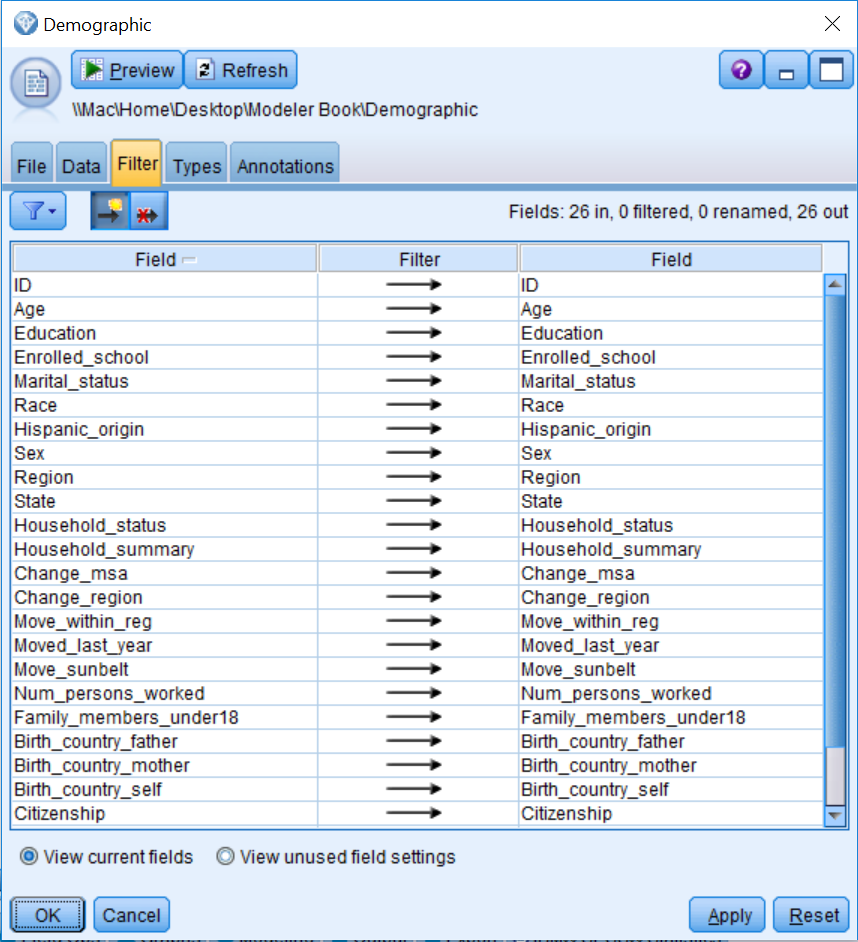 Demographic
Preview Refresh
\\Mac\Home\Desktop\Modeler Book\Demographic
File Data Filter Types Annotations
Fields: 26 in, 0 filtered, 0 renamed, 26 out
Field Filter Field
ID ID
Age Age
Education Education
Enrolled_school Enrolled_school
Marital_status Marital_status
Race Race
Hispanic_origin Hispanic_origin
Sex Sex
Region Region
State State
Household_status Household_status
Household_summary Household_summary
Change_msa Change_msa
Change_region Change_region
Move_within_reg Move_within_reg
Moved_last_year Moved_last_year
Move_sunbelt Move_sunbelt
Num_persons_worked Num_persons_worked
Family_members_under18 Family_members_under18
Birth_country_father Birth_country_father
Birth_country_mother Birth_country_mother
Birth_country_self Birth_country_self
Citizenship Citizenship
View current fields View unused field settings
OK Cancel Apply Reset